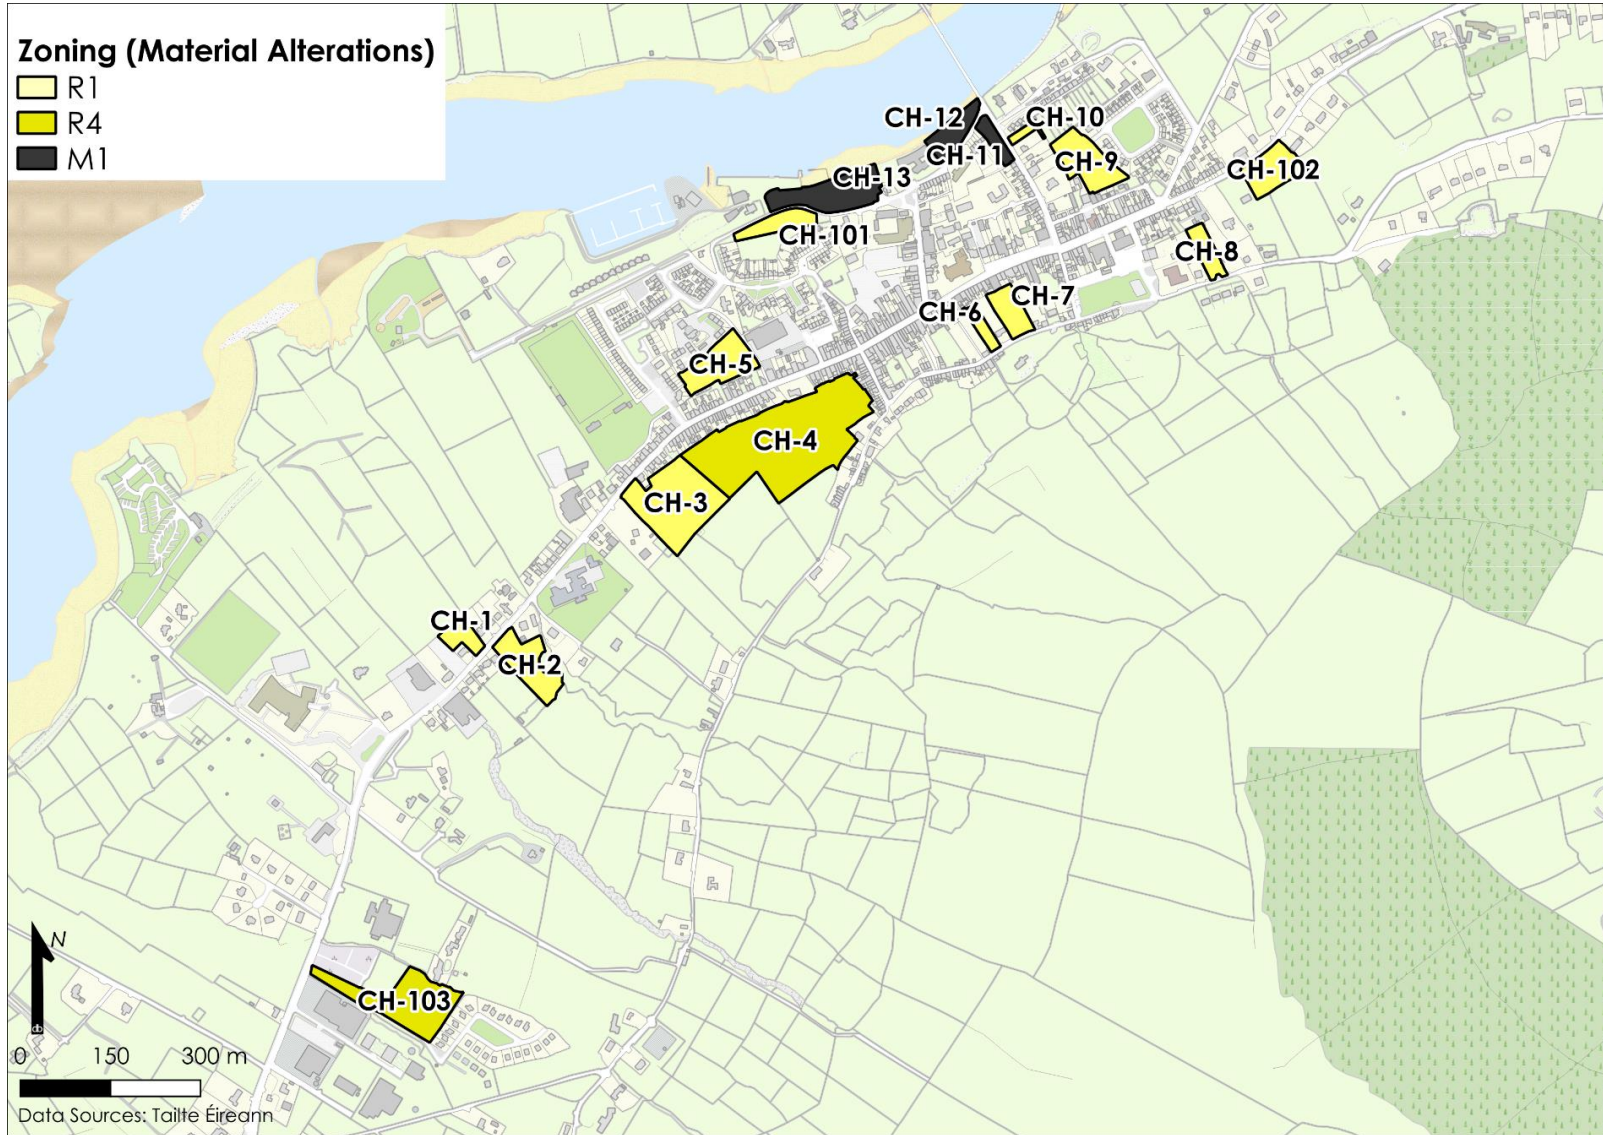 Zoning (Material Alterations)
R1
R4
M1
CH-12
CH-10
CH-11
CH-9
CH-13
CH-102
CH-101
CH-8
CH-7
CH-6
CH-5
CH-4
CH-3
CH-1
CH-2
CH-103
N
0 150 300 m
Data Sources: Tailte Éireann